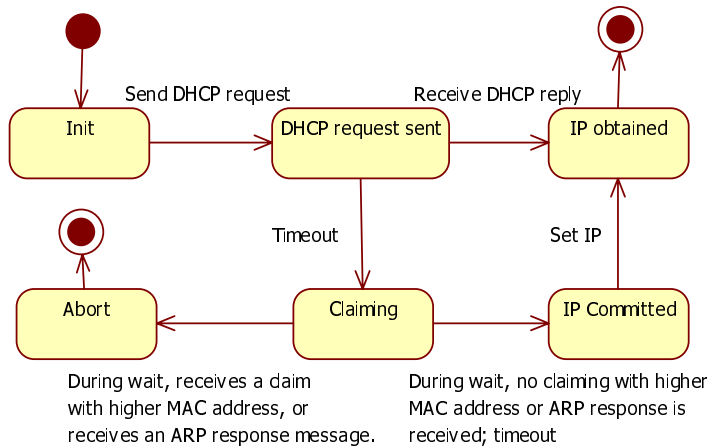 Send DHCP request
Receive DHCP reply
Init
DHCP request sent
IP obtained
Timeout
Set IP
Abort
Claiming
IP Committed
During wait, receives a claim
with higher MAC address, or
receives an ARP response message.
During wait, no claiming with higher
MAC address or ARP response is
received; timeout